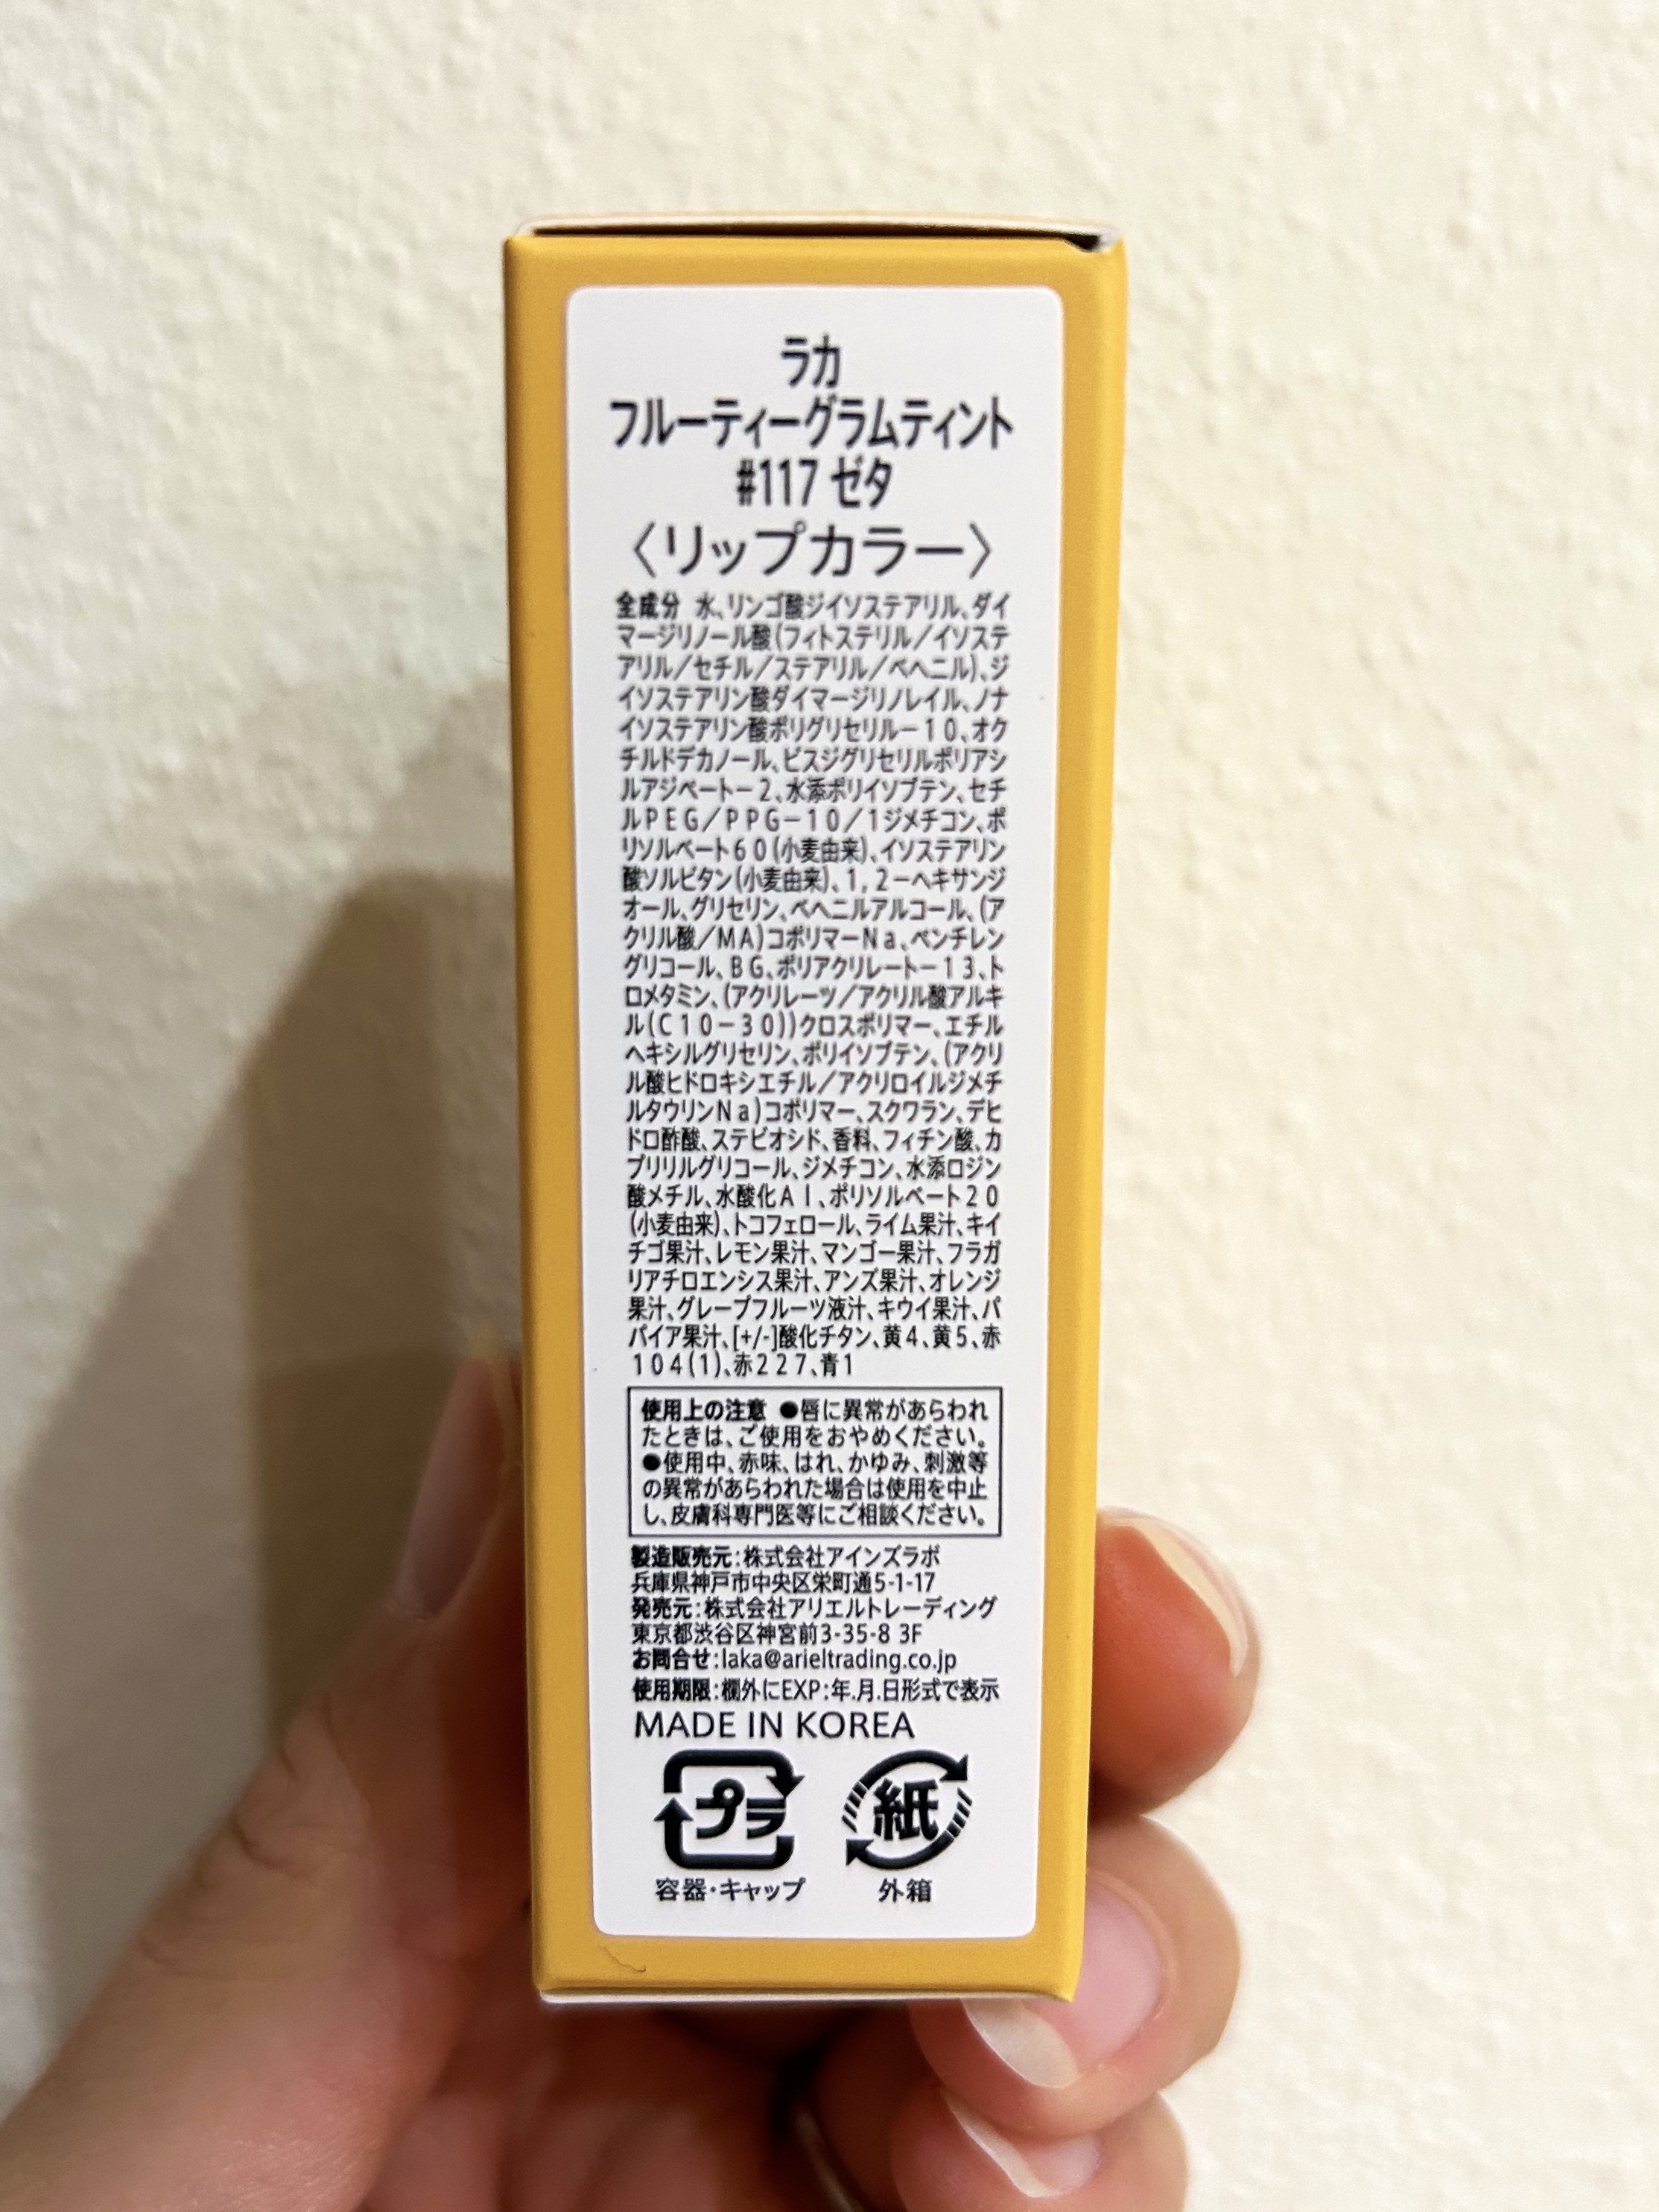 ラカ
フルーティーグラムティント
#117 ゼタ
〈リップカラー〉
全成分 水、リンゴ酸ジイソステアリル、ダイ
マージリノール酸(フィトステリル／イソステ
アリル／セチル／ステアリル／ベヘニル)、ジ
イソステアリン酸ダイマージリノレイル、ノナ
イソステアリン酸ポリグリセリル－１０、オク
チルドデカノール、ビスジグリセリルポリアシ
ルアジペート－２、水添ポリイソブテン、セチ
ルＰＥＧ／ＰＰＧ－１０／１ジメチコン、ポ
リソルベート６０(小麦由来)、イソステアリン
酸ソルビタン(小麦由来)、１，２－ヘキサンジ
オール、グリセリン、ベヘニルアルコール、(ア
クリル酸／ＭＡ)コポリマーＮａ、ペンチレン
グリコール、ＢＧ、ポリアクリレート－１３、ト
ロメタミン、(アクリレーツ／アクリル酸アルキ
ル(Ｃ１０－３０))クロスポリマー、エチル
ヘキシルグリセリン、ポリイソブテン、(アクリ
ル酸ヒドロキシエチル／アクリロイルジメチ
ルタウリンＮａ)コポリマー、スクワラン、デヒ
ドロ酢酸、ステビオシド、香料、フィチン酸、カ
プリリルグリコール、ジメチコン、水添ロジン
酸メチル、水酸化Ａｌ、ポリソルベート２０
(小麦由来)、トコフェロール、ライム果汁、キイ
チゴ果汁、レモン果汁、マンゴー果汁、フラガ
リアチロエンシス果汁、アンズ果汁、オレンジ
果汁、グレープフルーツ液汁、キウイ果汁、パ
パイア果汁、[+/-]酸化チタン、黄４、黄５、赤
１０４(１)、赤２２７、青１
使用上の注意 ●唇に異常があらわれ
たときは、ご使用をおやめください。
●使用中、赤味、はれ、かゆみ、刺激等
の異常があらわれた場合は使用を中止
し、皮膚科専門医等にご相談ください。
製造販売元：株式会社アインズラボ
兵庫県神戸市中央区栄町通5-1-17
発売元：株式会社アリエルトレーディング
東京都渋谷区神宮前3-35-8 3F
お問合せ：laka@arieltrading.co.jp
使用期限：欄外にEXP：年.月.日形式で表示
MADE IN KOREA
プラ 紙
容器・キャップ 外箱